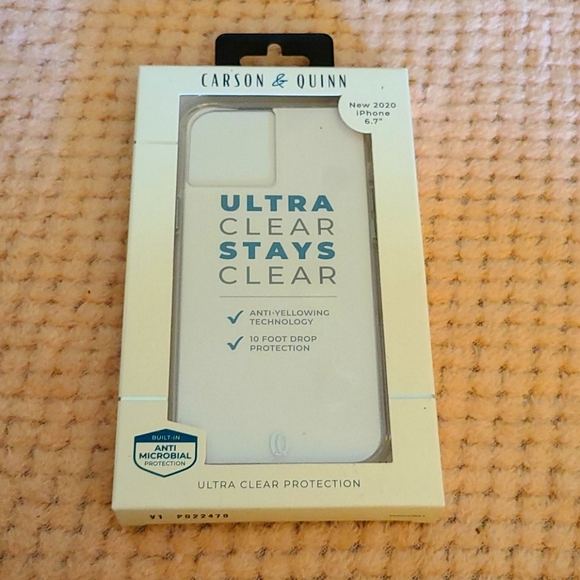 CARSON & QUINN
New 2020
iPhone
6.7"
ULTRA
CLEAR
STAYS
CLEAR
ANTI-YELLOWING
TECHNOLOGY
10 FOOT DROP
PROTECTION
BUILT-IN
ANTI
MICROBIAL
PROTECTION
ULTRA CLEAR PROTECTION
V1 P022470